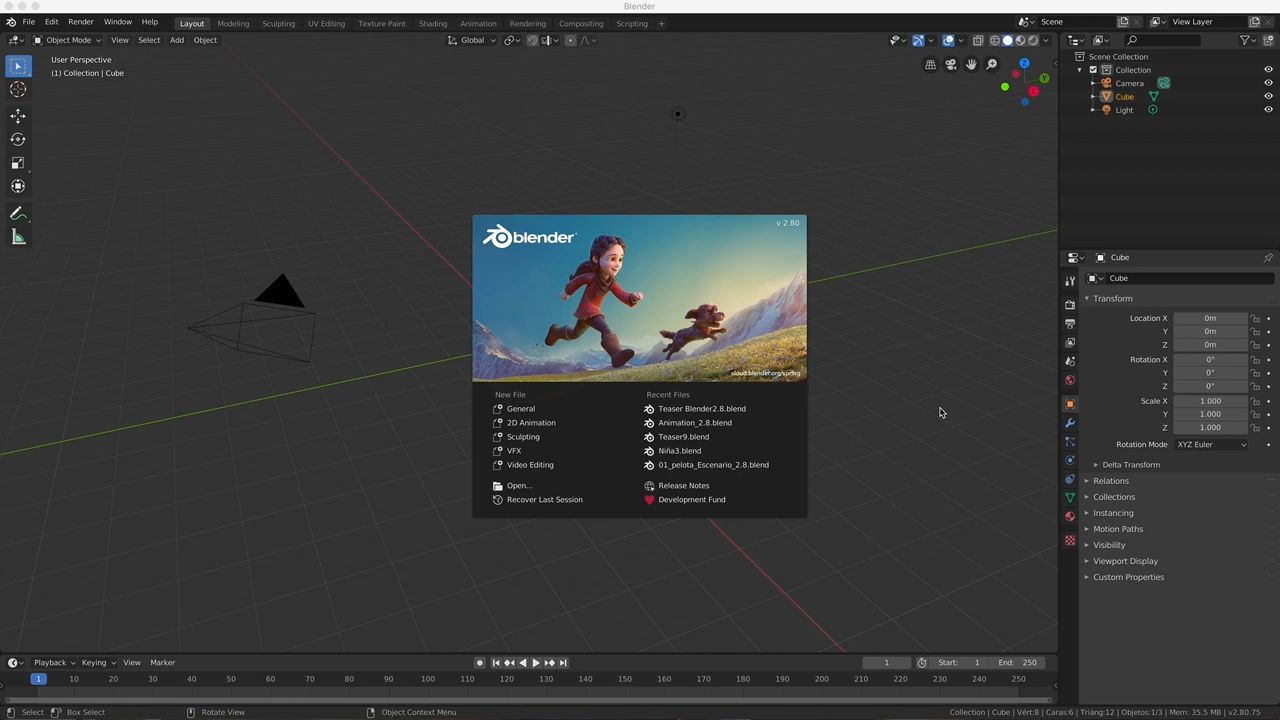 Blender
File Edit Render Window Help Layout Modeling Sculpting UV Editing Texture Paint Shading Animation Rendering Compositing Scripting + Scene View Layer
Object Mode View Select Add Object Global
User Perspective
(1) Collection | Cube
Z
Y
X
Scene Collection
Collection
Camera
Cube
Light
blender
v 2.80
cloud.blender.org/spring
New File
General
2D Animation
Sculpting
VFX
Video Editing
Open...
Recover Last Session
Recent Files
Teaser Blender2.8.blend
Animation_2.8.blend
Teaser9.blend
Niña3.blend
01_pelota_Escenario_2.8.blend
Release Notes
Development Fund
Cube
Cube
Transform
Location X 0m
Y 0m
Z 0m
Rotation X 0°
Y 0°
Z 0°
Scale X 1.000
Y 1.000
Z 1.000
Rotation Mode XYZ Euler
Delta Transform
Relations
Collections
Instancing
Motion Paths
Visibility
Viewport Display
Custom Properties
Playback Keying View Marker 1 Start: 1 End: 250
1 10 20 30 40 50 60 70 80 90 100 110 120 130 140 150 160 170 180 190 200 210 220 230 240 250
Select Box Select Rotate View Object Context Menu Collection | Cube | Vért:8 | Caras:6 | Triáng:12 | Objetos:1/3 | Mem: 35.5 MB | v2.80.75